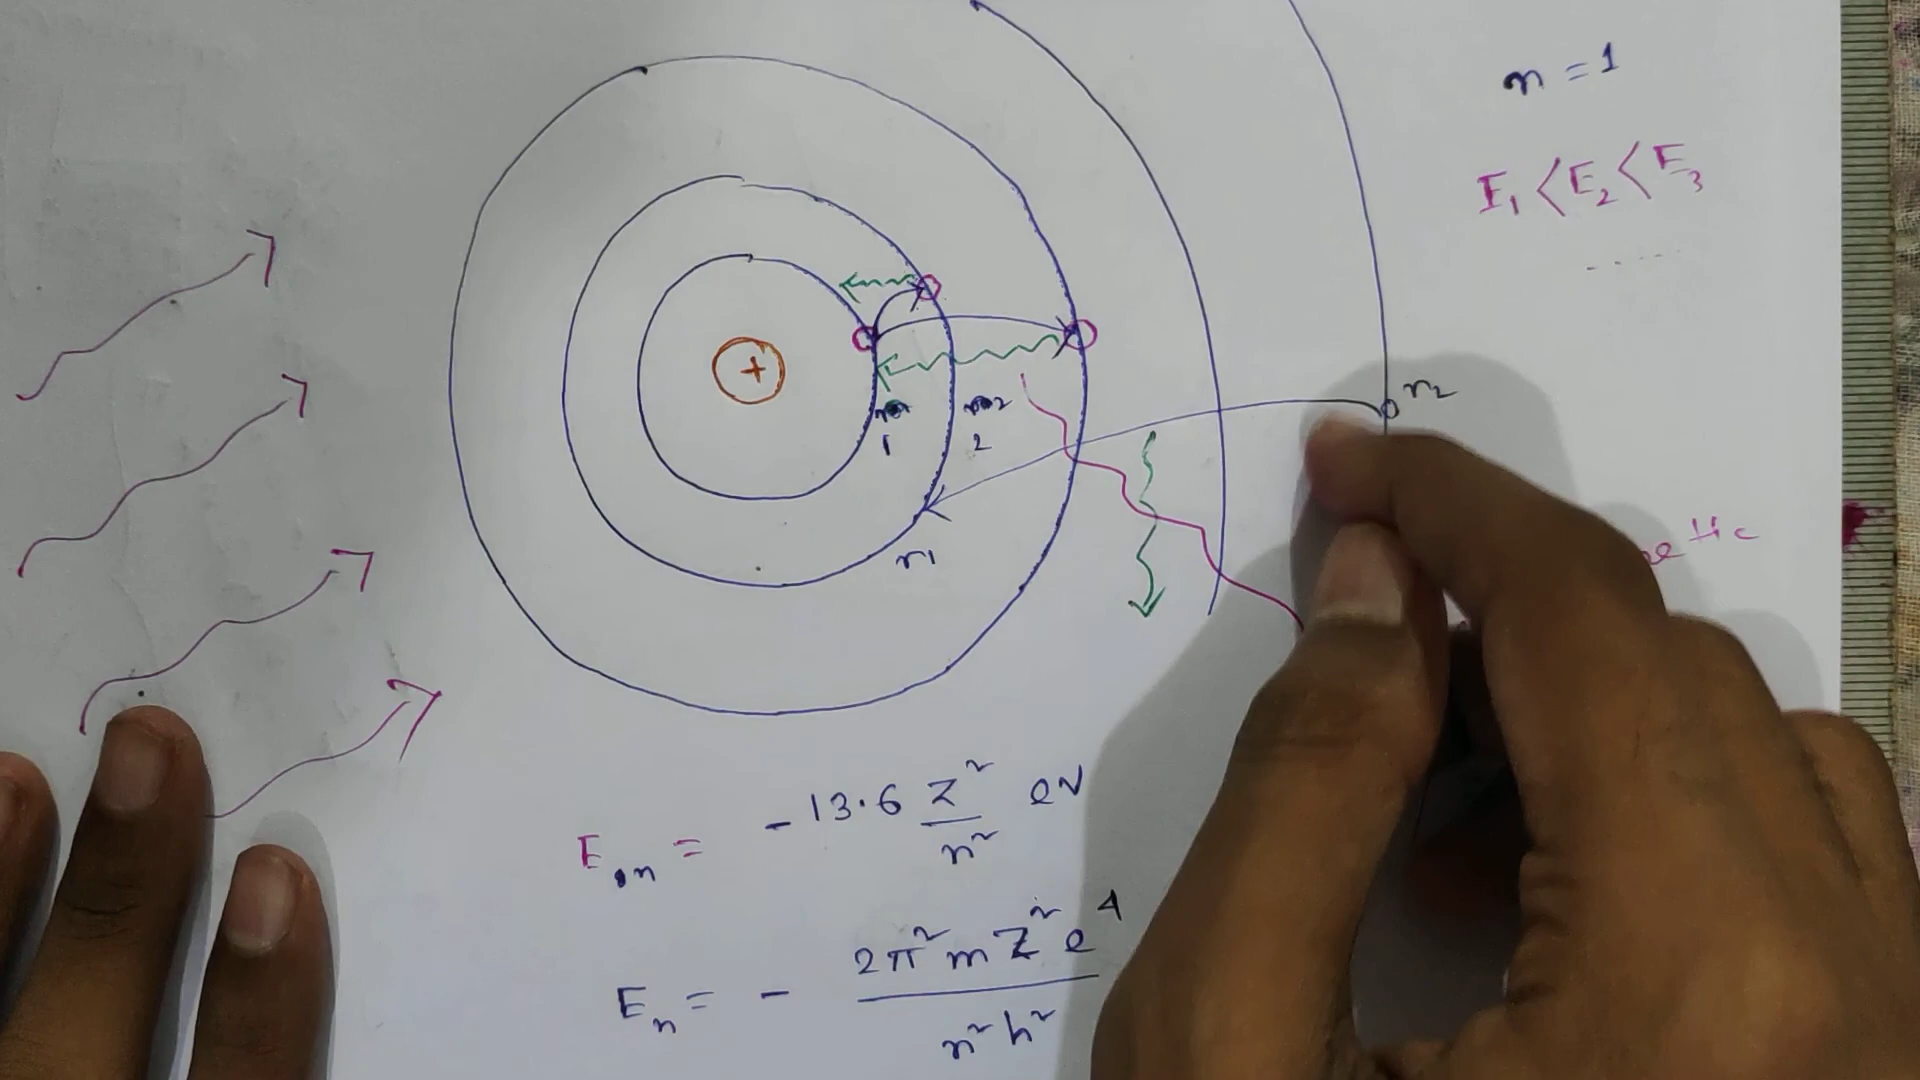 n = 1
E₁ < E₂ < E₃
.....
+
n₂
1
2
n₁
Eₙ = - 13.6 Z² / n² eV
Eₙ = - 2π²mZ²e⁴ / n²h²